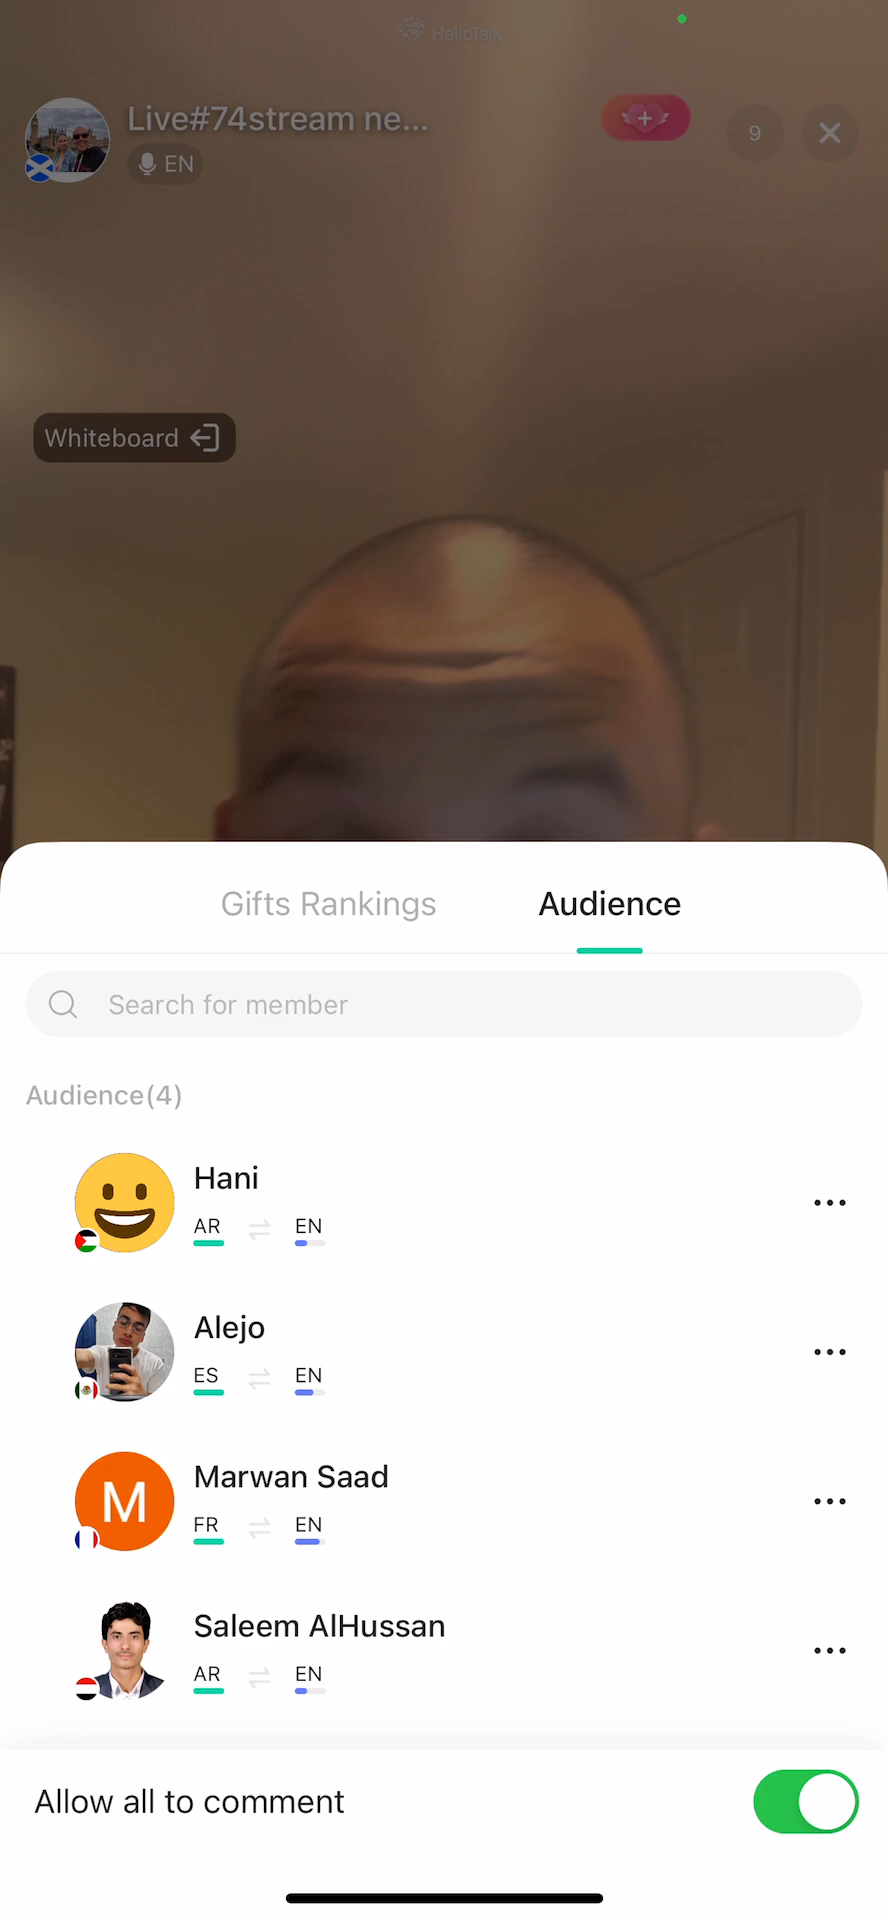 HelloTalk
Live#74stream ne...
EN
9
Whiteboard
Gifts Rankings
Audience
Search for member
Audience(4)
Hani
AR EN
Alejo
ES EN
M
Marwan Saad
FR EN
Saleem AlHussan
AR EN
Allow all to comment